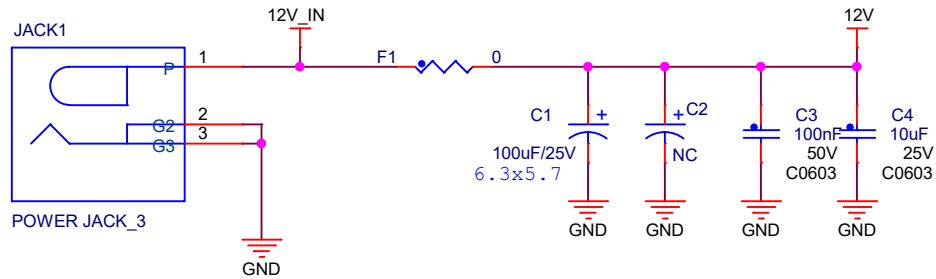 JACK1
12V_IN
12V
P
1
F1
0
G2
2
G3
3
C1
100uF/25V
6.3x5.7
C2
NC
C3
100nF
50V
C0603
C4
10uF
25V
C0603
POWER JACK_3
GND
GND
GND
GND
GND